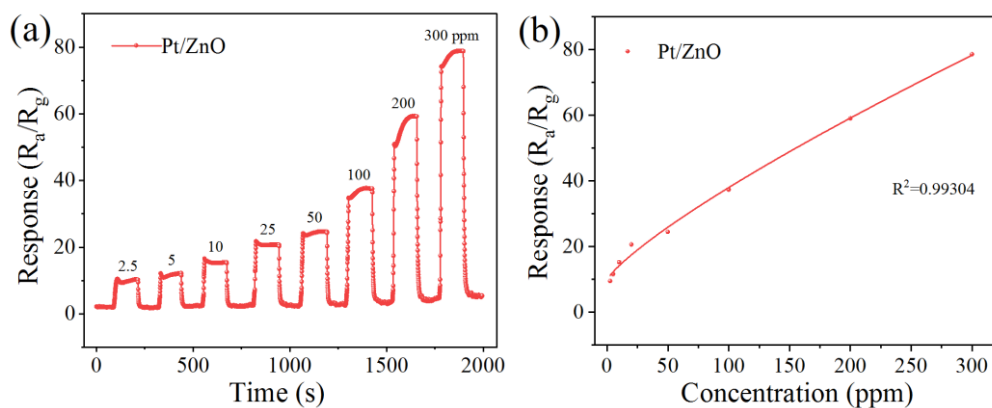 (a)
Pt/ZnO
300 ppm
200
100
50
25
10
5
2.5
80
60
40
20
0
Response (Ra/Rg)
0 500 1000 1500 2000
Time (s)
(b)
Pt/ZnO
R²=0.99304
80
60
40
20
0
Response (Ra/Rg)
0 50 100 150 200 250 300
Concentration (ppm)